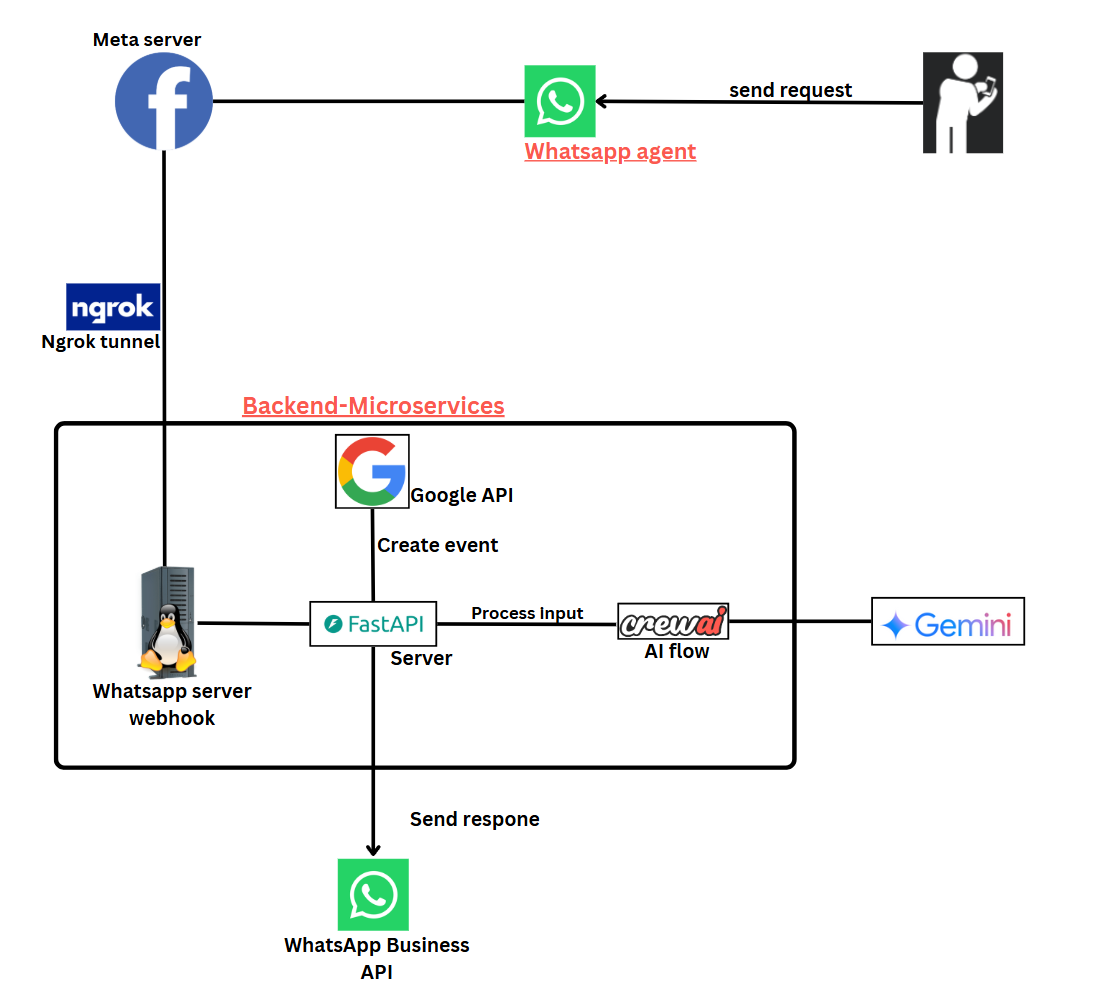 Meta server
send request
Whatsapp agent
ngrok
Ngrok tunnel
Backend-Microservices
Google API
Create event
FastAPI
Server
Process input
crewai
AI flow
Gemini
Whatsapp server
webhook
Send respone
WhatsApp Business
API